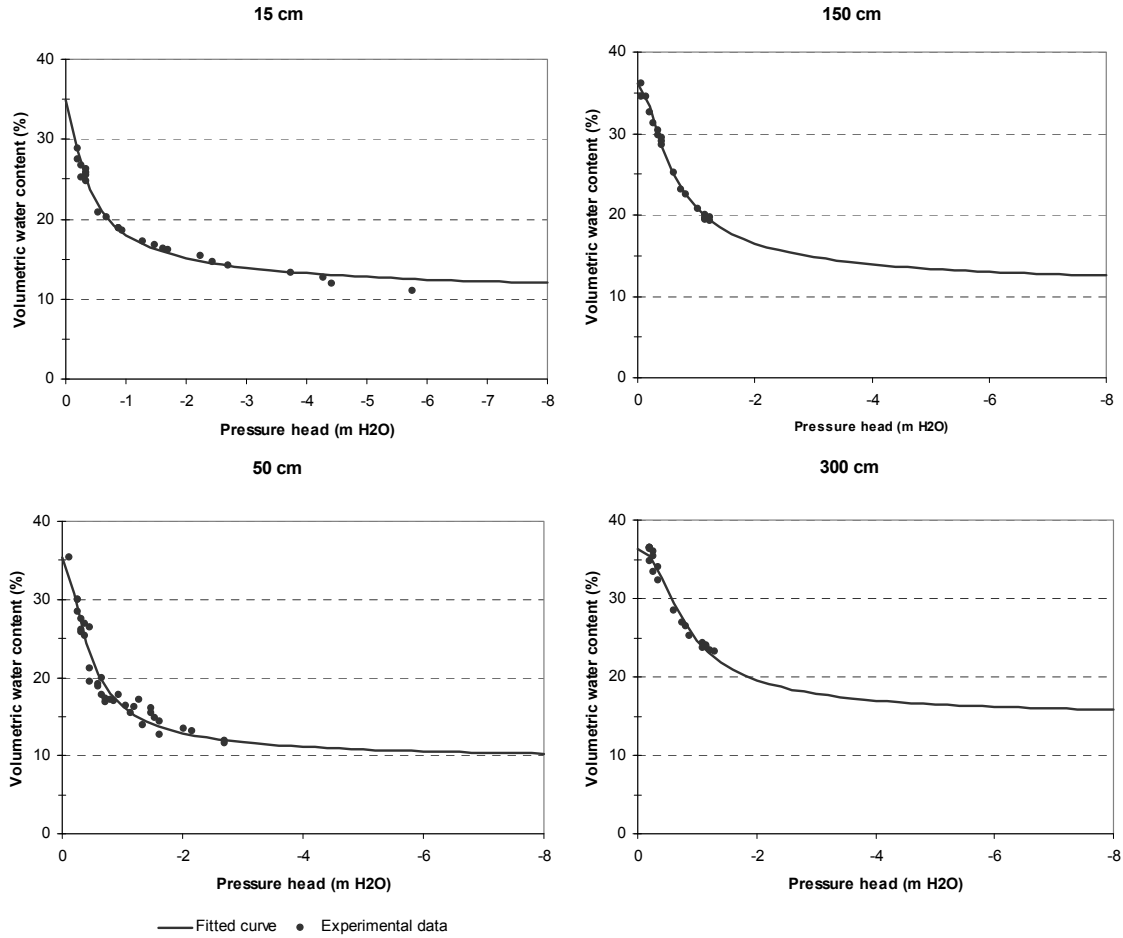 15 cm
40
30
20
10
0
Volumetric water content (%)
0 -1 -2 -3 -4 -5 -6 -7 -8
Pressure head (m H2O)
150 cm
40
30
20
10
0
Volumetric water content (%)
0 -2 -4 -6 -8
Pressure head (m H2O)
50 cm
40
30
20
10
0
Volumetric water content (%)
0 -2 -4 -6 -8
Pressure head (m H2O)
300 cm
40
30
20
10
0
Volumetric water content (%)
0 -2 -4 -6 -8
Pressure head (m H2O)
Fitted curve Experimental data